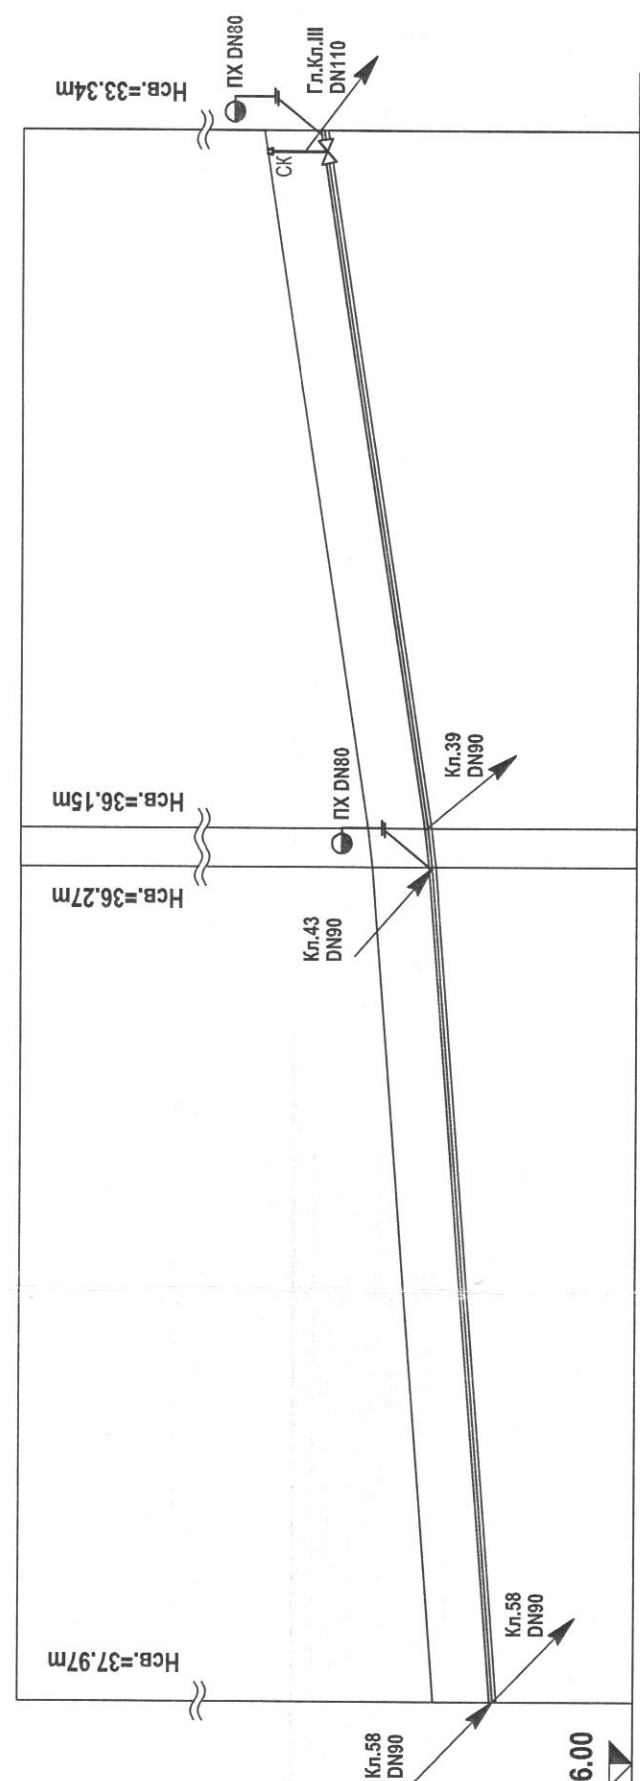 Нсв.=33.34m
ПХ DN80
Гл.Кл.III
DN110
СК
Нсв.=36.15m
ПХ DN80
Кл.39
DN90
Нсв.=36.27m
Кл.43
DN90
Нсв.=37.97m
Кл.58
DN90
Кл.58
DN90
6.00